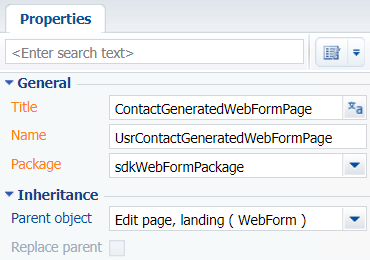 Properties
<Enter search text>
General
Title ContactGeneratedWebFormPage
Name UsrContactGeneratedWebFormPage
Package sdkWebFormPackage
Inheritance
Parent object Edit page, landing ( WebForm )
Replace parent